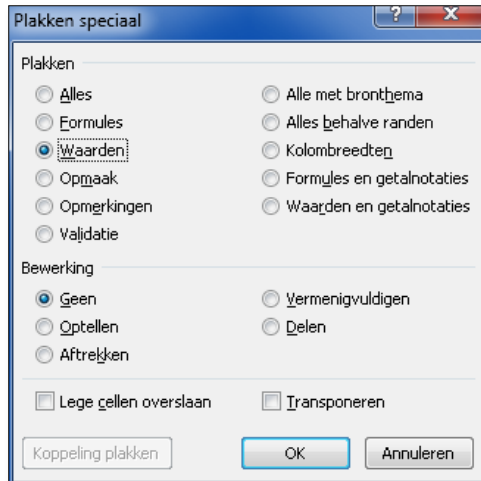 Plakken speciaal
Plakken
Alles
Alle met bronthema
Formules
Alles behalve randen
Waarden
Kolombreedten
Opmaak
Formules en getalnotaties
Opmerkingen
Waarden en getalnotaties
Validatie
Bewerking
Geen
Vermenigvuldigen
Optellen
Delen
Aftrekken
Lege cellen overslaan
Transponeren
Koppeling plakken
OK
Annuleren